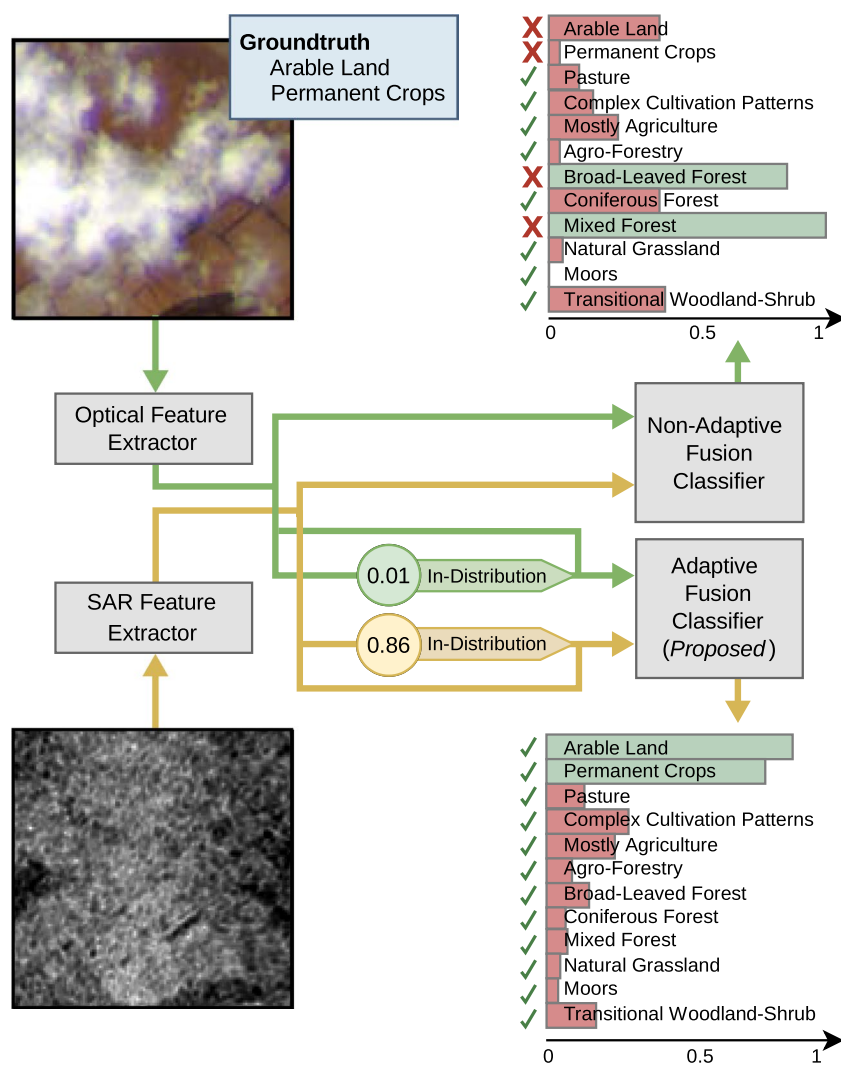 Groundtruth
Arable Land
Permanent Crops
X Arable Land
X Permanent Crops
✓ Pasture
✓ Complex Cultivation Patterns
✓ Mostly Agriculture
✓ Agro-Forestry
X Broad-Leaved Forest
✓ Coniferous Forest
X Mixed Forest
✓ Natural Grassland
✓ Moors
✓ Transitional Woodland-Shrub
0 0.5 1
Optical Feature
Extractor
Non-Adaptive
Fusion
Classifier
0.01 In-Distribution
Adaptive
Fusion
Classifier
(Proposed)
SAR Feature
Extractor
0.86 In-Distribution
✓ Arable Land
✓ Permanent Crops
✓ Pasture
✓ Complex Cultivation Patterns
✓ Mostly Agriculture
✓ Agro-Forestry
✓ Broad-Leaved Forest
✓ Coniferous Forest
✓ Mixed Forest
✓ Natural Grassland
✓ Moors
✓ Transitional Woodland-Shrub
0 0.5 1